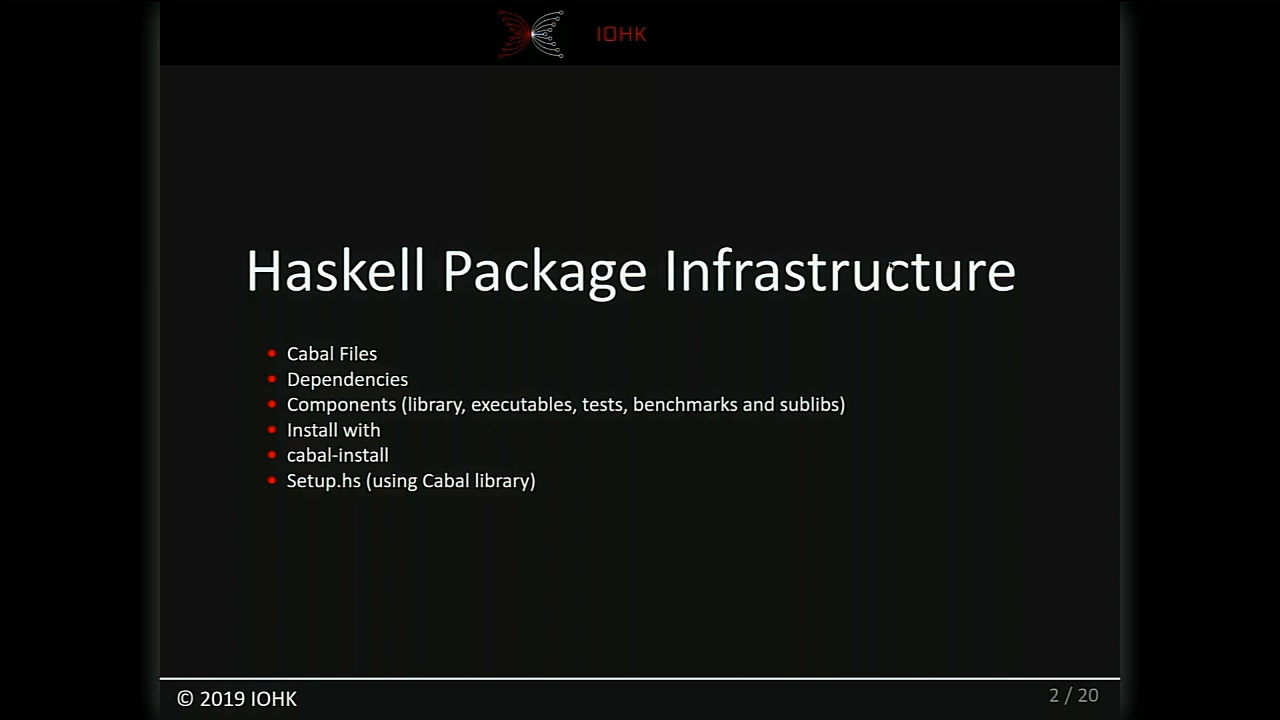 IOHK
Haskell Package Infrastructure
Cabal Files
Dependencies
Components (library, executables, tests, benchmarks and sublibs)
Install with
cabal-install
Setup.hs (using Cabal library)
© 2019 IOHK
2 / 20